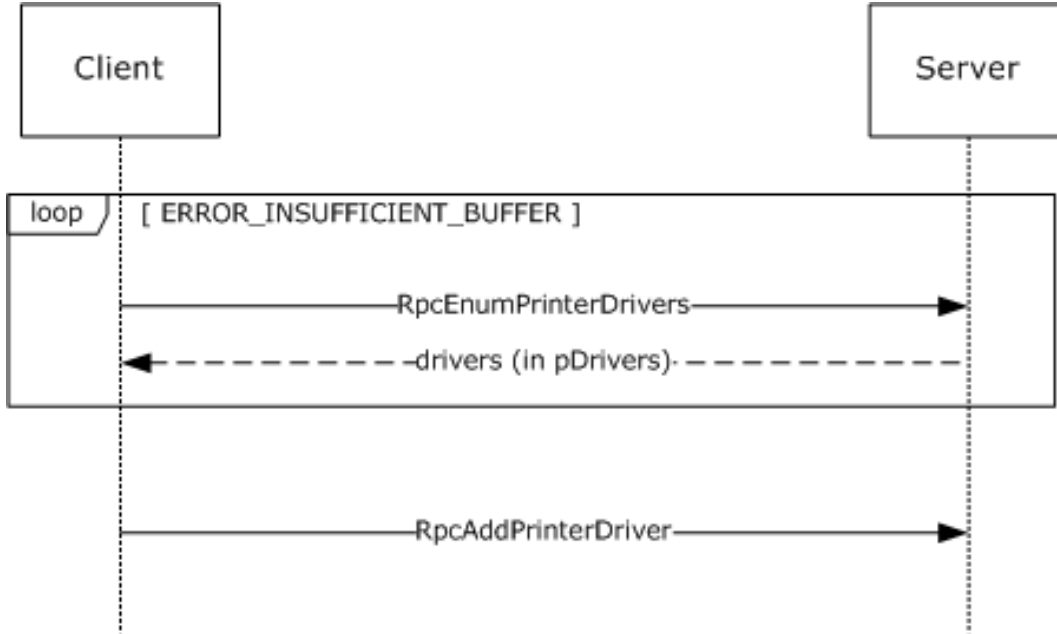 Client
Server
loop
[ ERROR_INSUFFICIENT_BUFFER ]
RpcEnumPrinterDrivers
drivers (in pDrivers)
RpcAddPrinterDriver